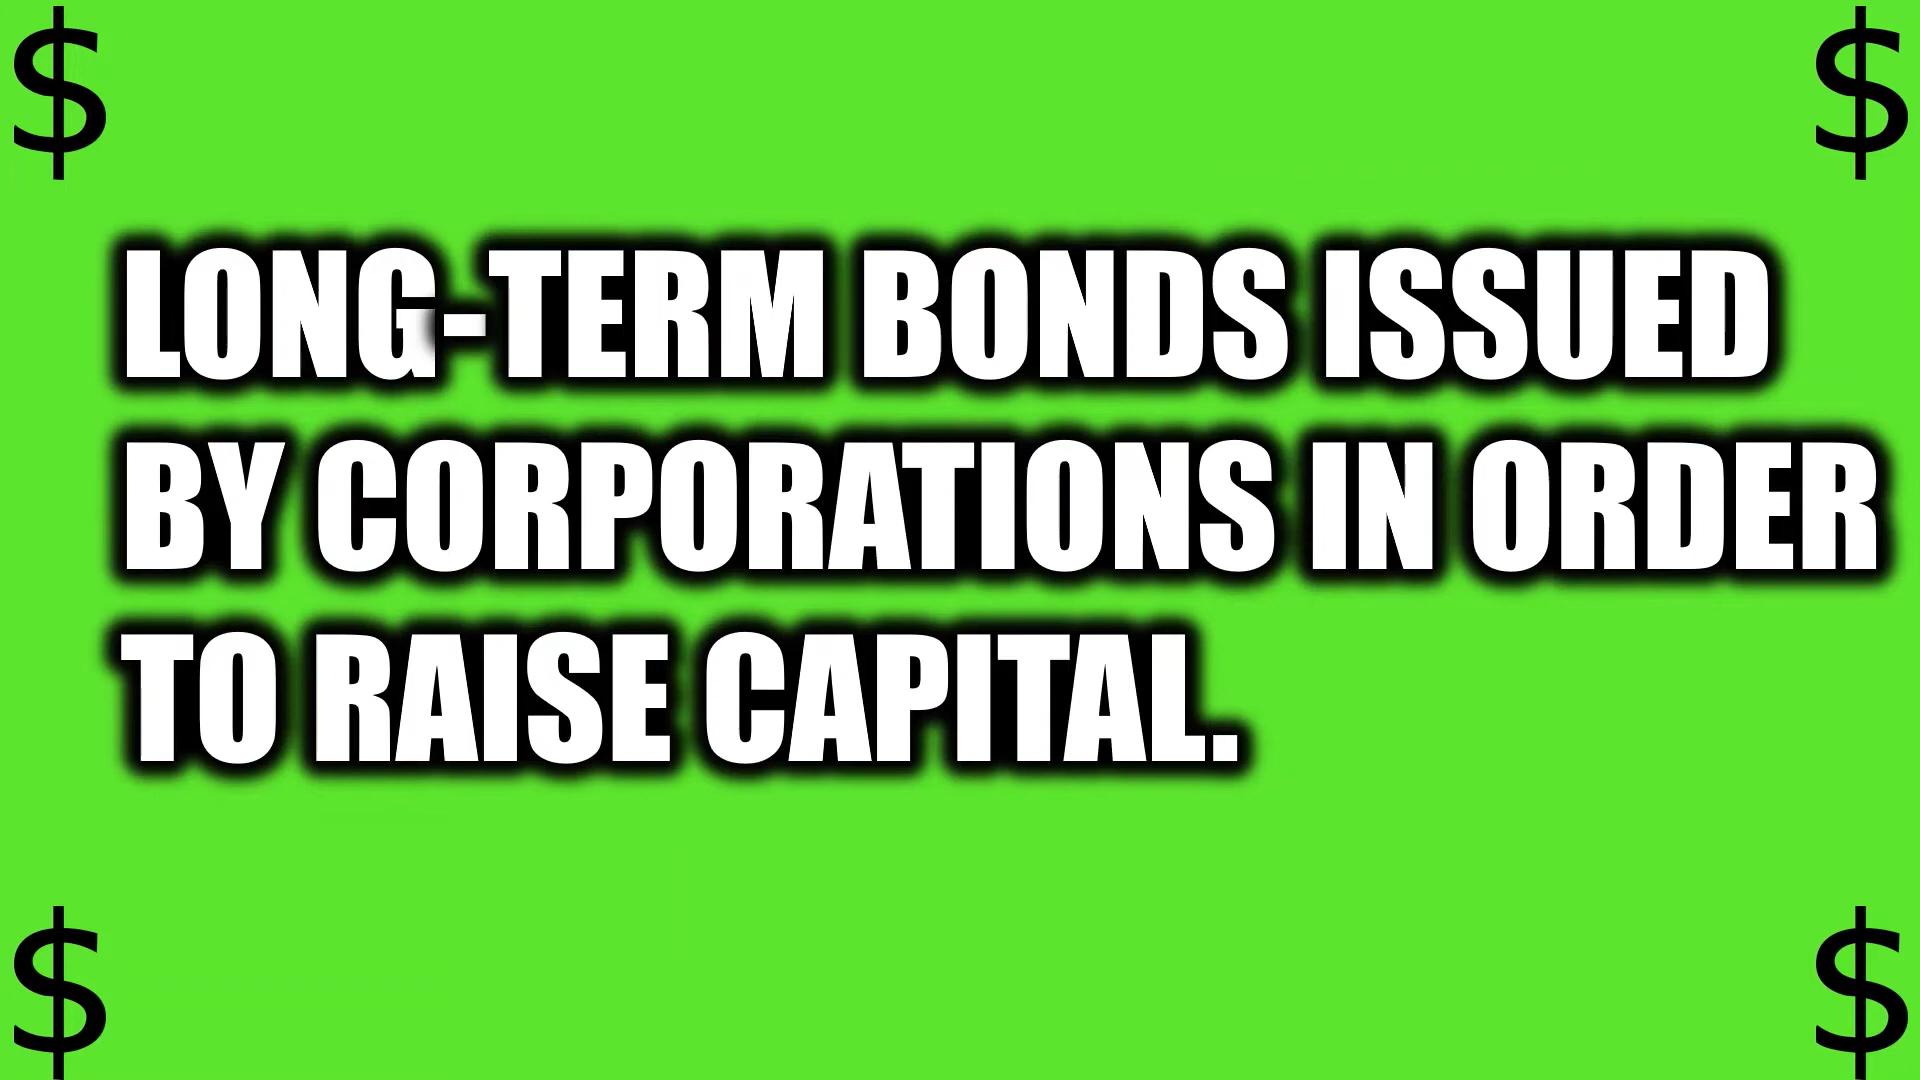 $ $
LONG-TERM BONDS ISSUED
BY CORPORATIONS IN ORDER
TO RAISE CAPITAL.
$ $